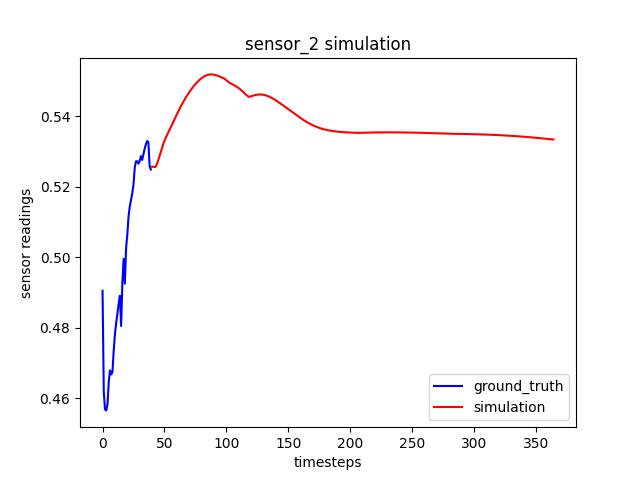 sensor_2 simulation
sensor readings
0.54
0.52
0.50
0.48
0.46
0 50 100 150 200 250 300 350
timesteps
ground_truth
simulation